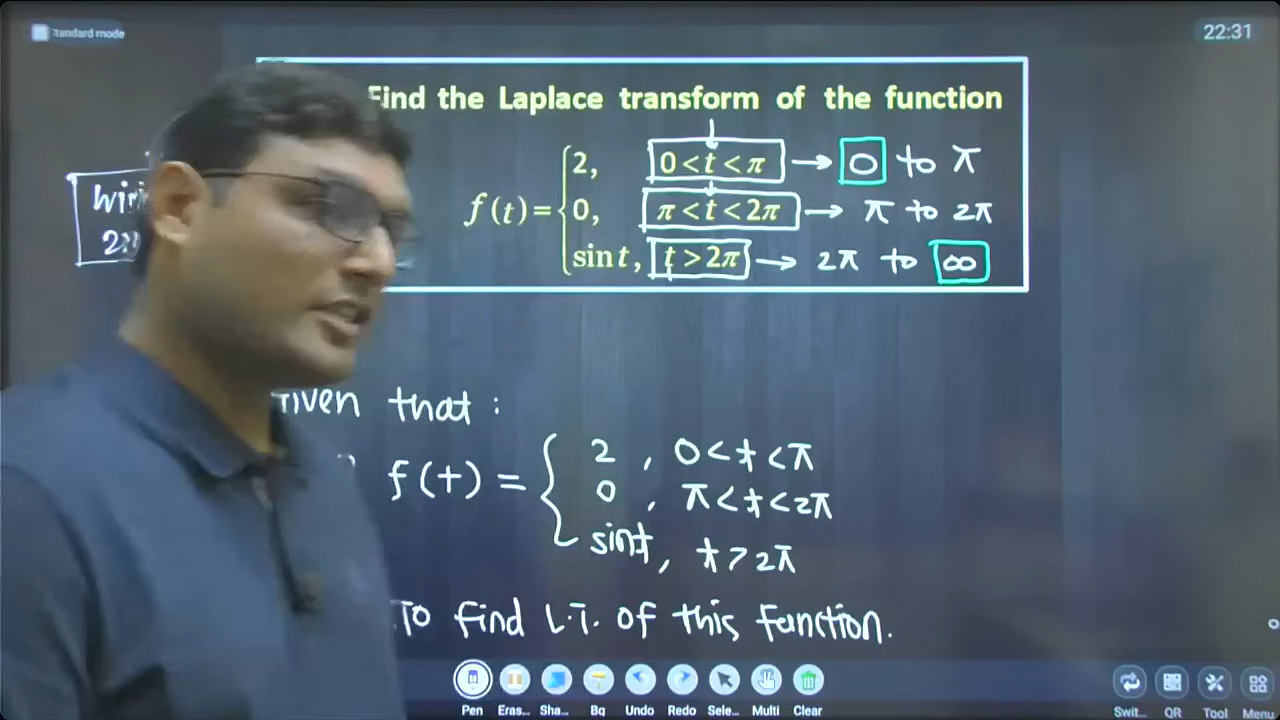 Standard mode
22:31
Find the Laplace transform of the function
f(t) = { 2, 0 < t < π → 0 to π
0, π < t < 2π → π to 2π
sin t, t > 2π → 2π to ∞
Given that :
f(t) = { 2 , 0 < t < π
0 , π < t < 2π
sint, t > 2π
To find L.T. of this function.
Pen Eras... Sha... Bg Undo Redo Sele... Multi Clear Swit... QR Tool Menu